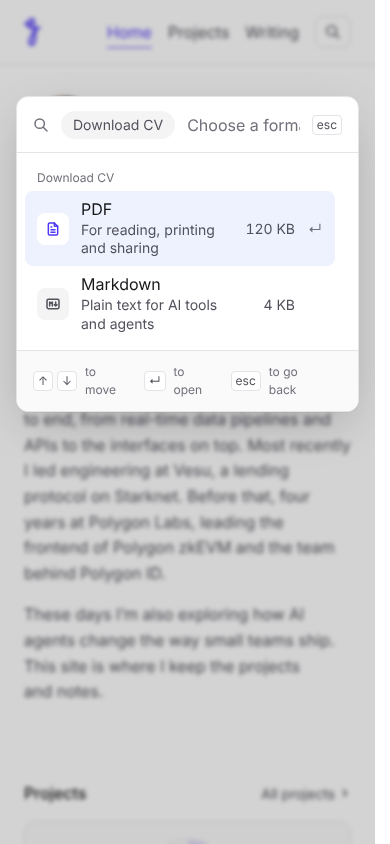 Home Projects Writing
Download CV Choose a forma esc
Download CV
PDF
For reading, printing
and sharing
120 KB
Markdown
Plain text for AI tools
and agents
4 KB
↑ ↓ to
move
↵ to
open
esc to go
back
to end, from real-time data pipelines and
APIs to the interfaces on top. Most recently
I led engineering at Vesu, a lending
protocol on Starknet. Before that, four
years at Polygon Labs, leading the
frontend of Polygon zkEVM and the team
behind Polygon ID.
These days I'm also exploring how AI
agents change the way small teams ship.
This site is where I keep the projects
and notes.
Projects All projects